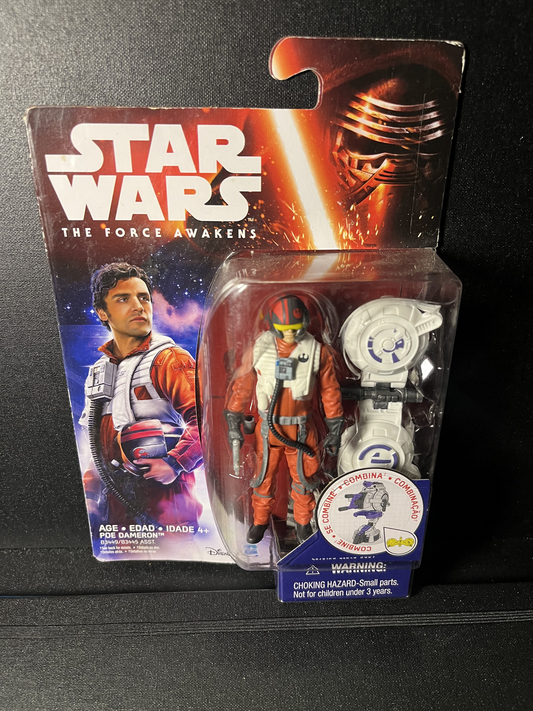 STAR
WARS
THE FORCE AWAKENS
AGE • EDAD • IDADE 4+
POE DAMERON™
B3449/B3445 ASST.
Disney
COMBINE • SE COMBINE • COMBINA • COMBINAÇÃO
WARNING:
CHOKING HAZARD-Small parts.
Not for children under 3 years.